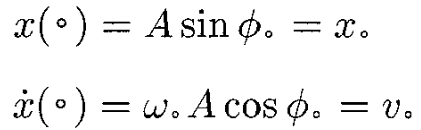 x(∘) = A sin ϕ∘ = x∘
ẋ(∘) = ω∘ A cos ϕ∘ = v∘